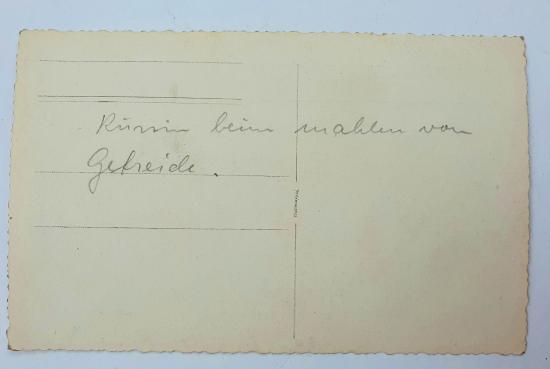 Russin beim mahlen von
Getreide.